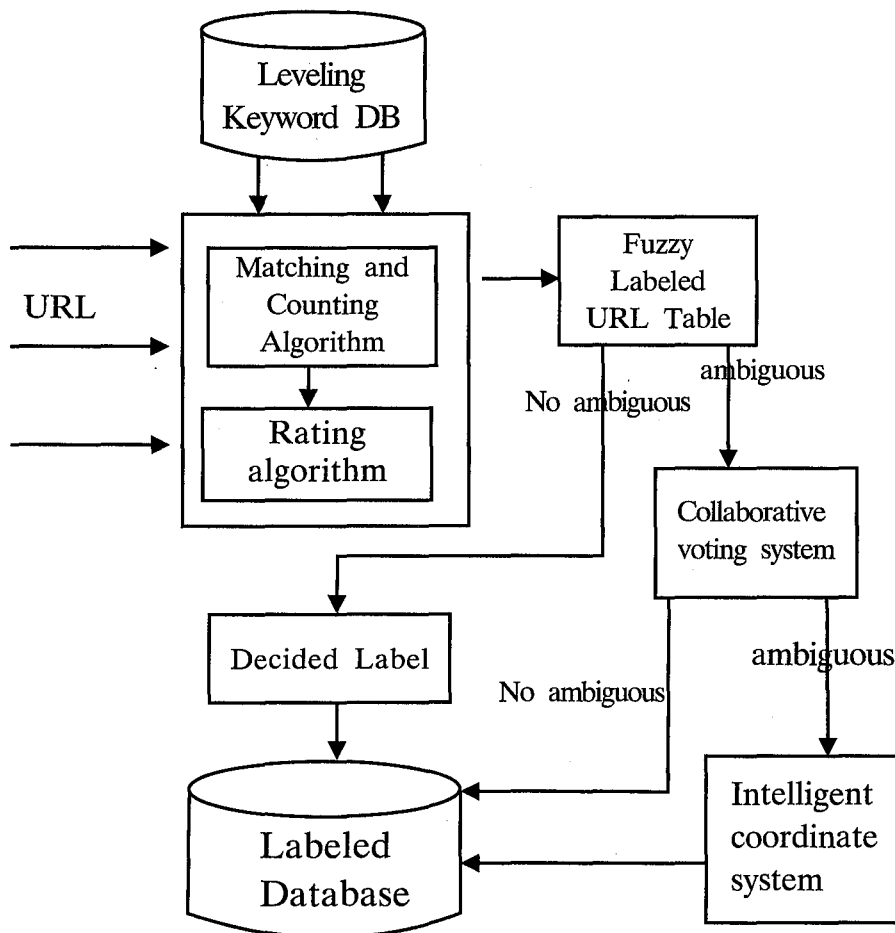 Leveling
Keyword DB
URL
Matching and
Counting
Algorithm
Rating
algorithm
Fuzzy
Labeled
URL Table
No ambiguous
ambiguous
Collaborative
voting system
Decided Label
No ambiguous
ambiguous
Labeled
Database
Intelligent
coordinate
system